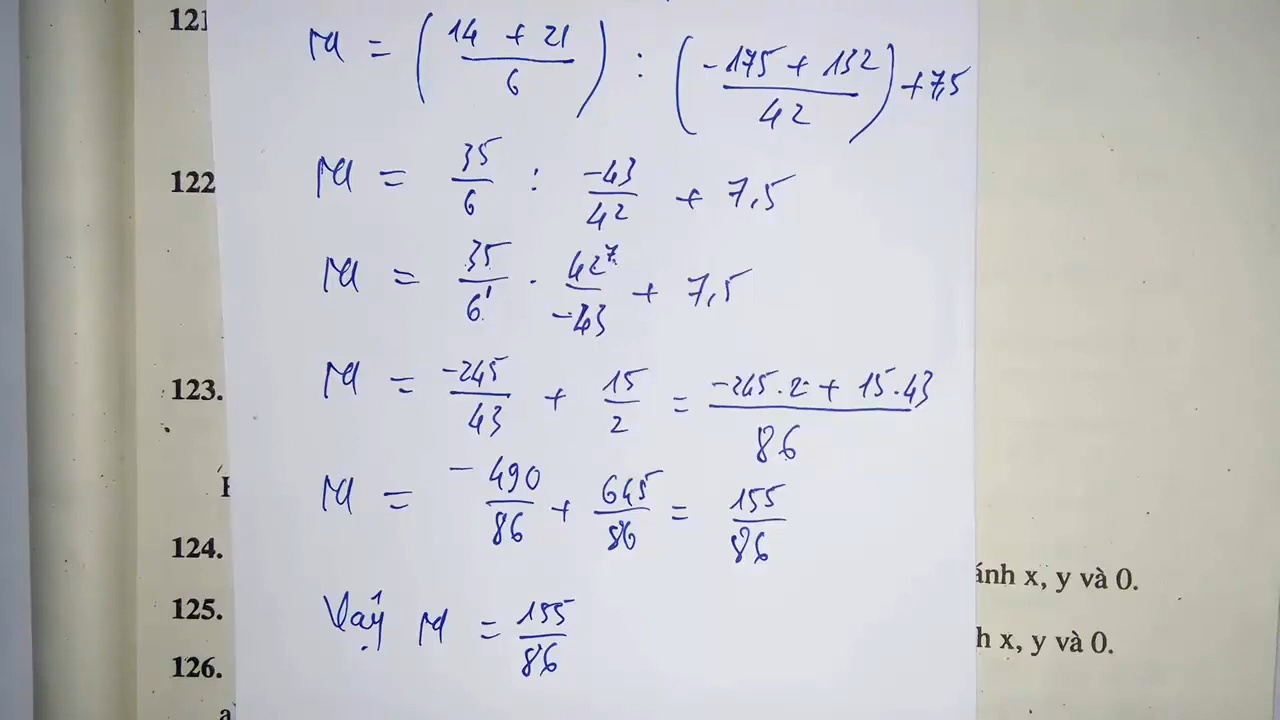 121
M = (14 + 21 / 6) : (-175 + 132 / 42) + 7,5
122
M = 35/6 : -43/42 + 7,5
M = 35/6¹ · 42⁷/-43 + 7,5
123.
M = -245/43 + 15/2 = -245.2 + 15.43 / 86
M = -490/86 + 645/86 = 155/86
124.
ánh x, y và 0.
125.
Vậy M = 155/86
h x, y và 0.
126.
a